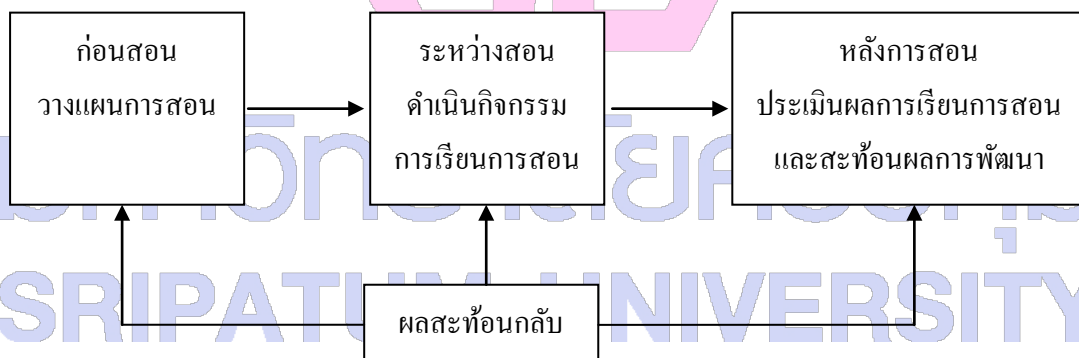 ก่อนสอน
วางแผนการสอน
ระหว่างสอน
ดำเนินกิจกรรม
การเรียนการสอน
หลังการสอน
ประเมินผลการเรียนการสอน
และสะท้อนผลการพัฒนา
ผลสะท้อนกลับ
SRIPATUM UNIVERSITY